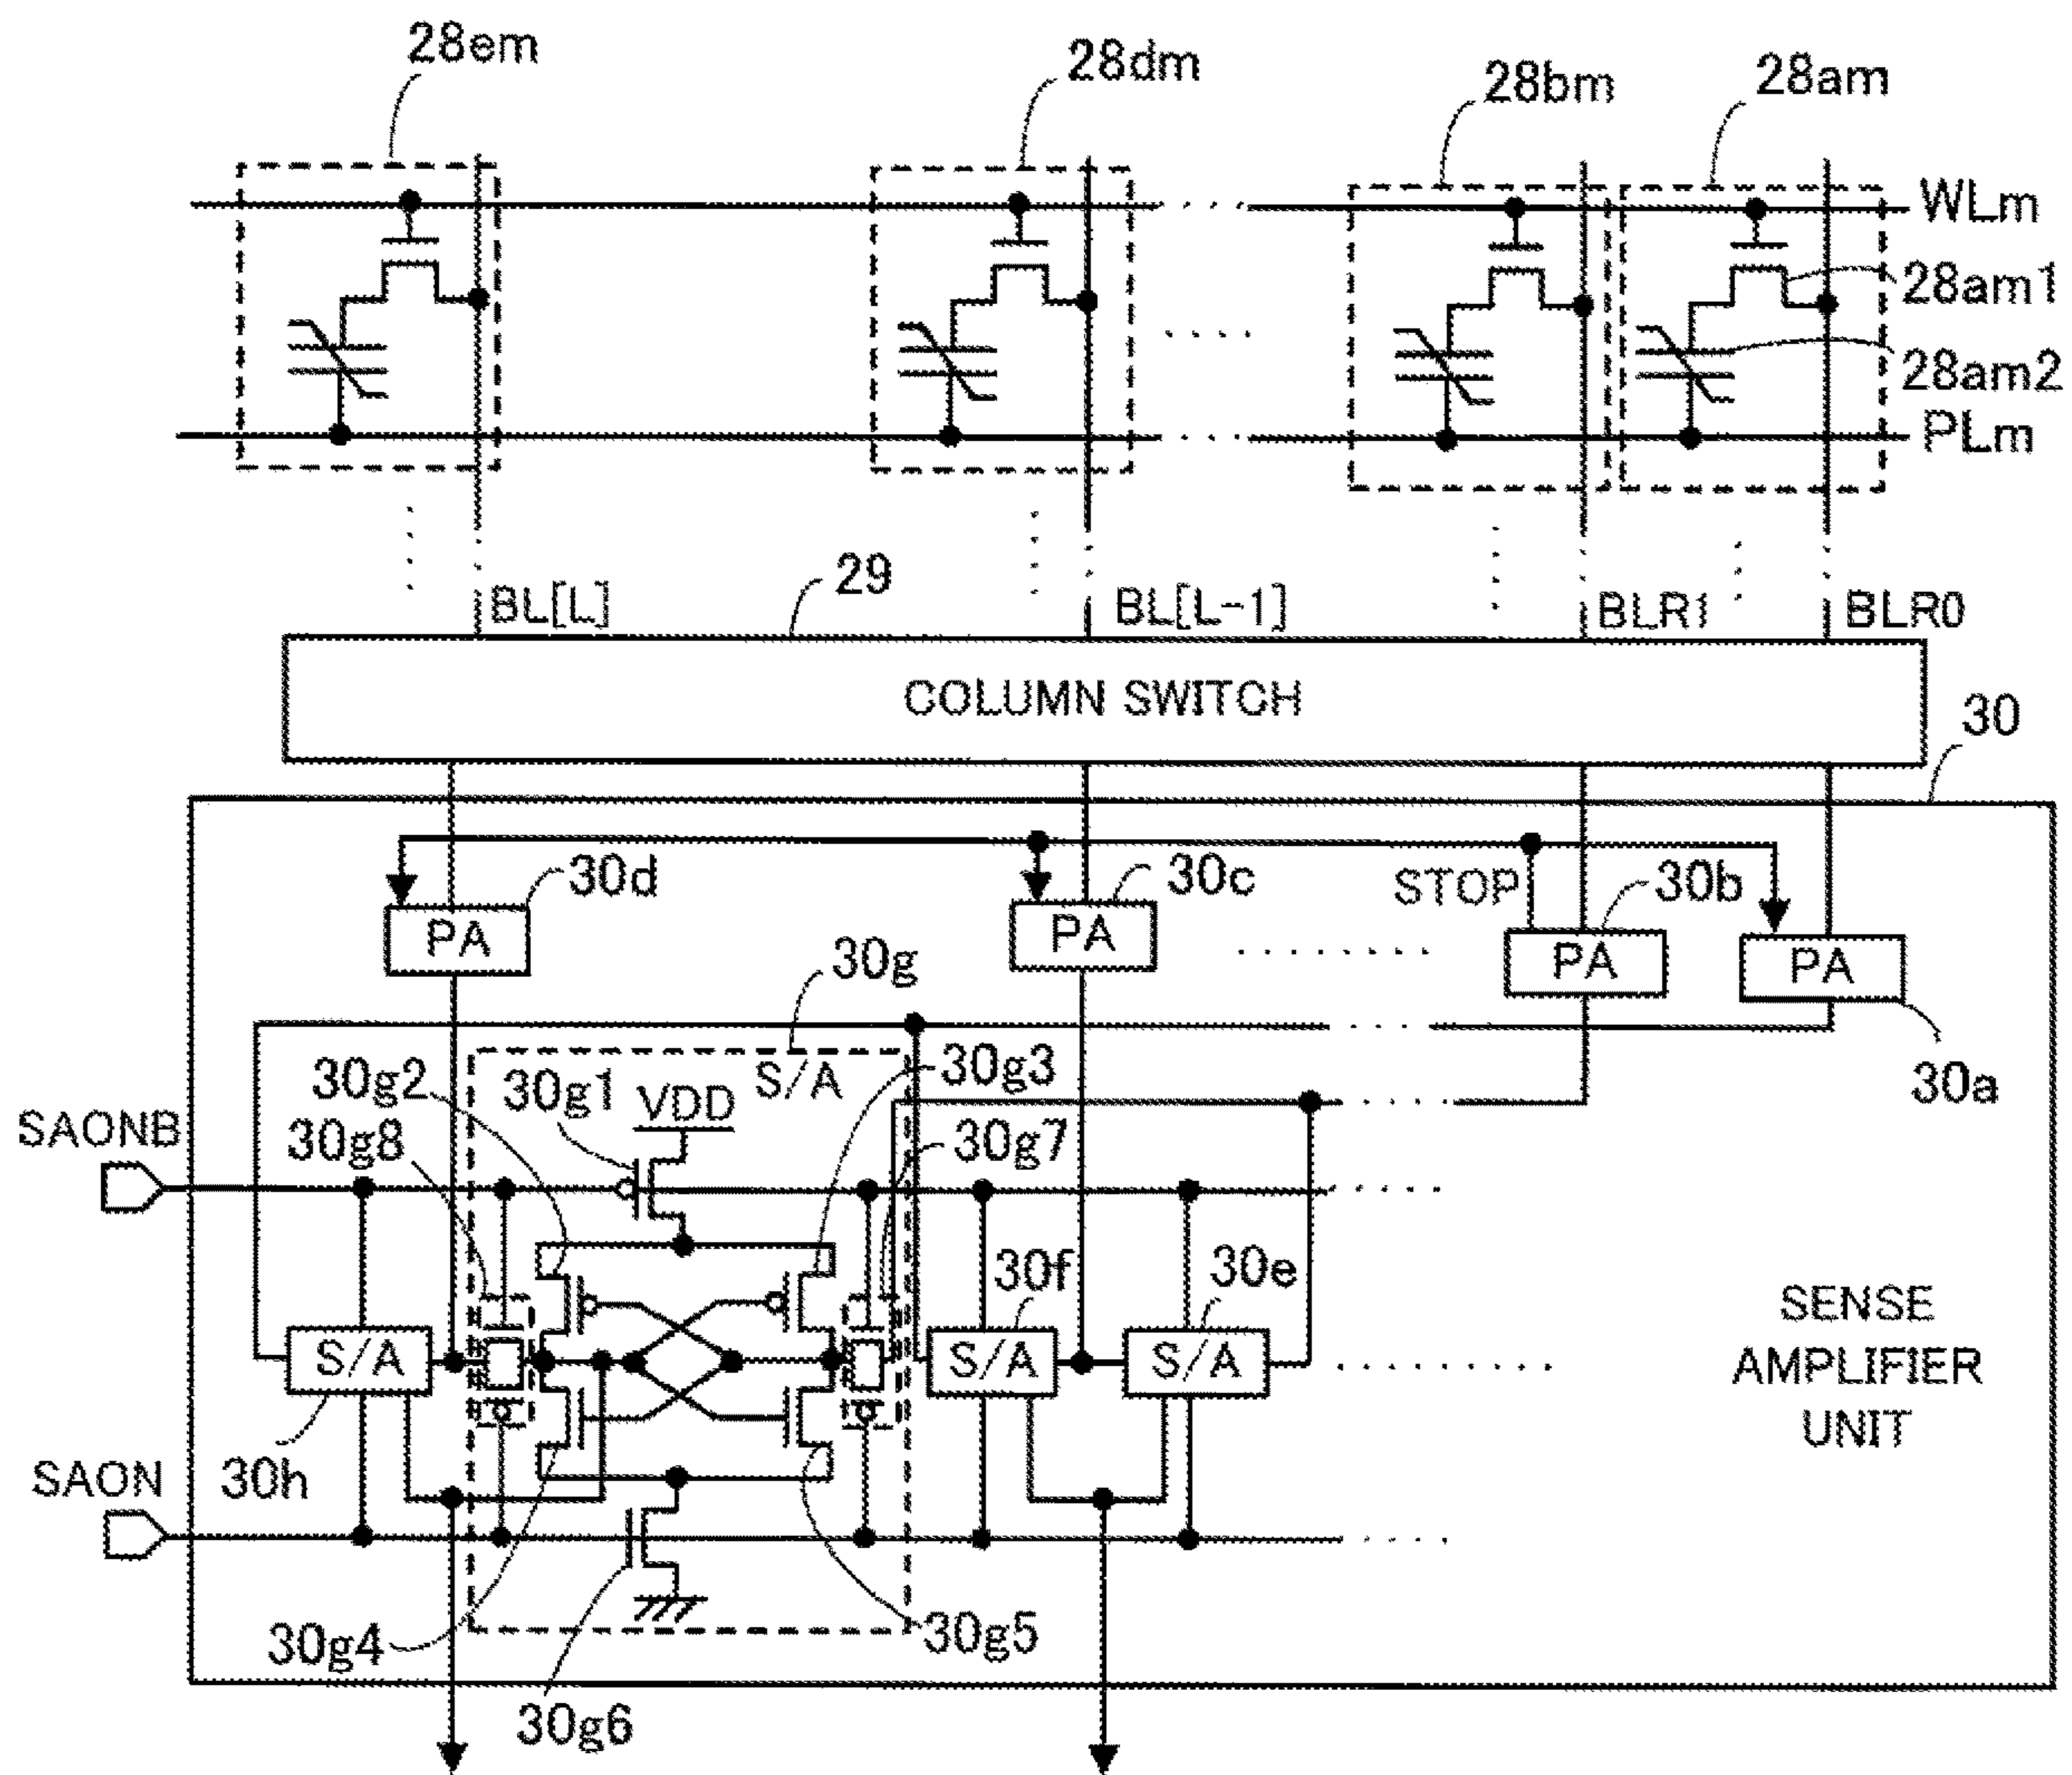 28em
28dm
28bm
28am
WLm
28am1
28am2
PLm
BL[L]
29
BL[L-1]
BLR1
BLR0
COLUMN SWITCH
30
30d
30c
STOP
30b
PA
PA
PA
PA
30g
30a
30g2
30g1
VDD
S/A
30g3
SAONB
30g8
30g7
30f
30e
S/A
S/A
S/A
SENSE
AMPLIFIER
UNIT
SAON
30h
30g4
30g5
30g6